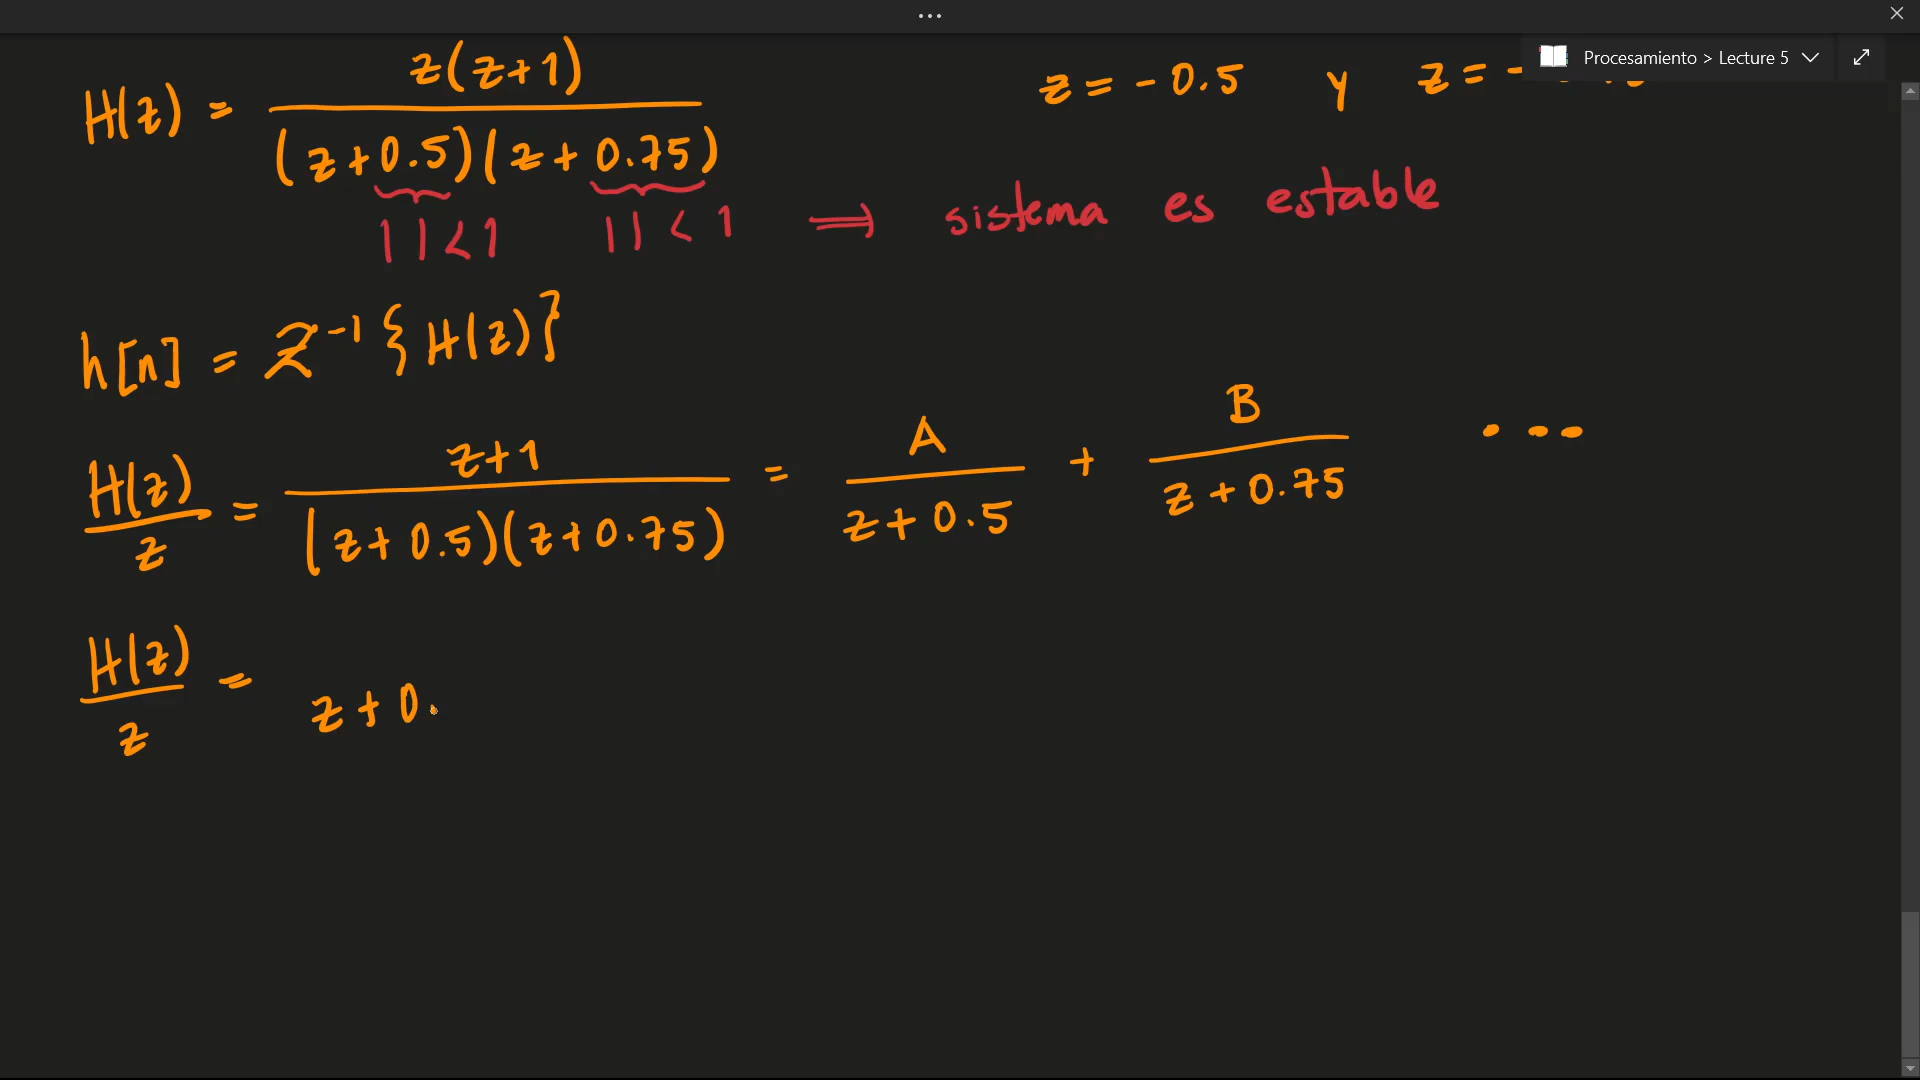 Procesamiento > Lecture 5
H(z) = z(z+1) / (z+0.5)(z+0.75)
z = -0.5 y z = -
| | < 1 | | < 1 ⟹ sistema es estable
h[n] = Z⁻¹ { H(z) }
H(z)/z = z+1 / (z+0.5)(z+0.75) = A / z+0.5 + B / z+0.75 ...
H(z)/z = z+0.